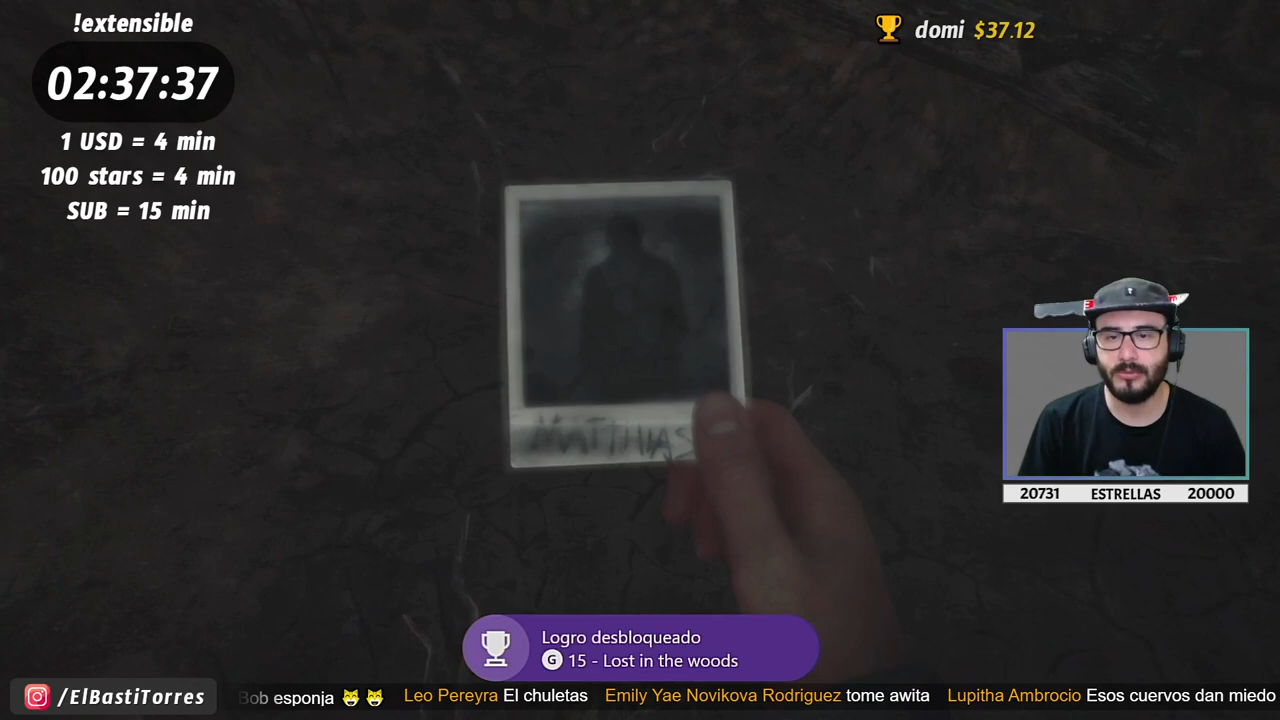 !extensible
02:37:37
1 USD = 4 min
100 stars = 4 min
SUB = 15 min
domi $37.12
MATTHIAS
20731 ESTRELLAS 20000
Logro desbloqueado
G 15 - Lost in the woods
/ElBastiTorres
Bob esponja Leo Pereyra El chuletas Emily Yae Novikova Rodriguez tome awita Lupitha Ambrocio Esos cuervos dan miedo